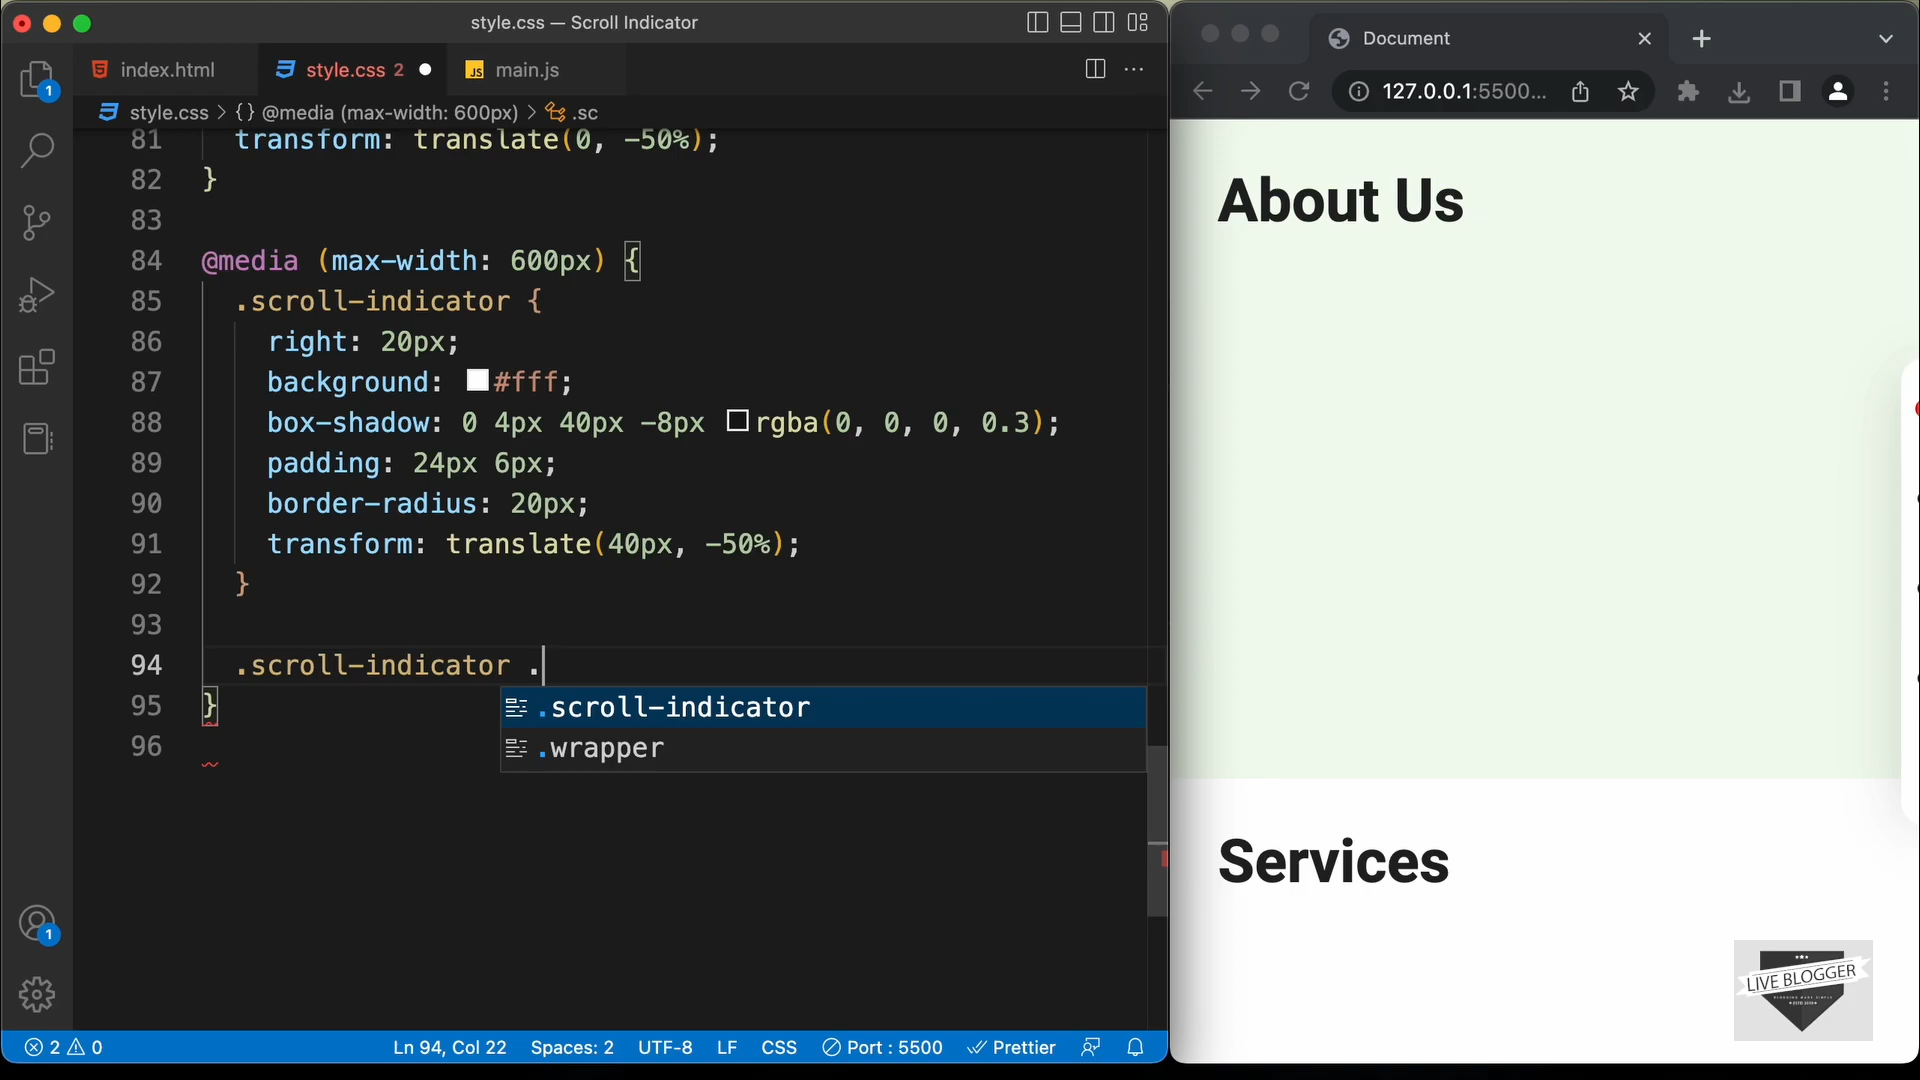 style.css — Scroll Indicator
index.html
style.css 2
JS main.js
style.css > {} @media (max-width: 600px) > .sc
81 transform: translate(0, -50%);
82 }
83
84 @media (max-width: 600px) {
85 .scroll-indicator {
86 right: 20px;
87 background: #fff;
88 box-shadow: 0 4px 40px -8px rgba(0, 0, 0, 0.3);
89 padding: 24px 6px;
90 border-radius: 20px;
91 transform: translate(40px, -50%);
92 }
93
94 .scroll-indicator .
95 }
96
.scroll-indicator
.wrapper
1
1
2 0
Ln 94, Col 22 Spaces: 2 UTF-8 LF CSS Port : 5500 Prettier
Document
127.0.0.1:5500...
About Us
Services
LIVE BLOGGER